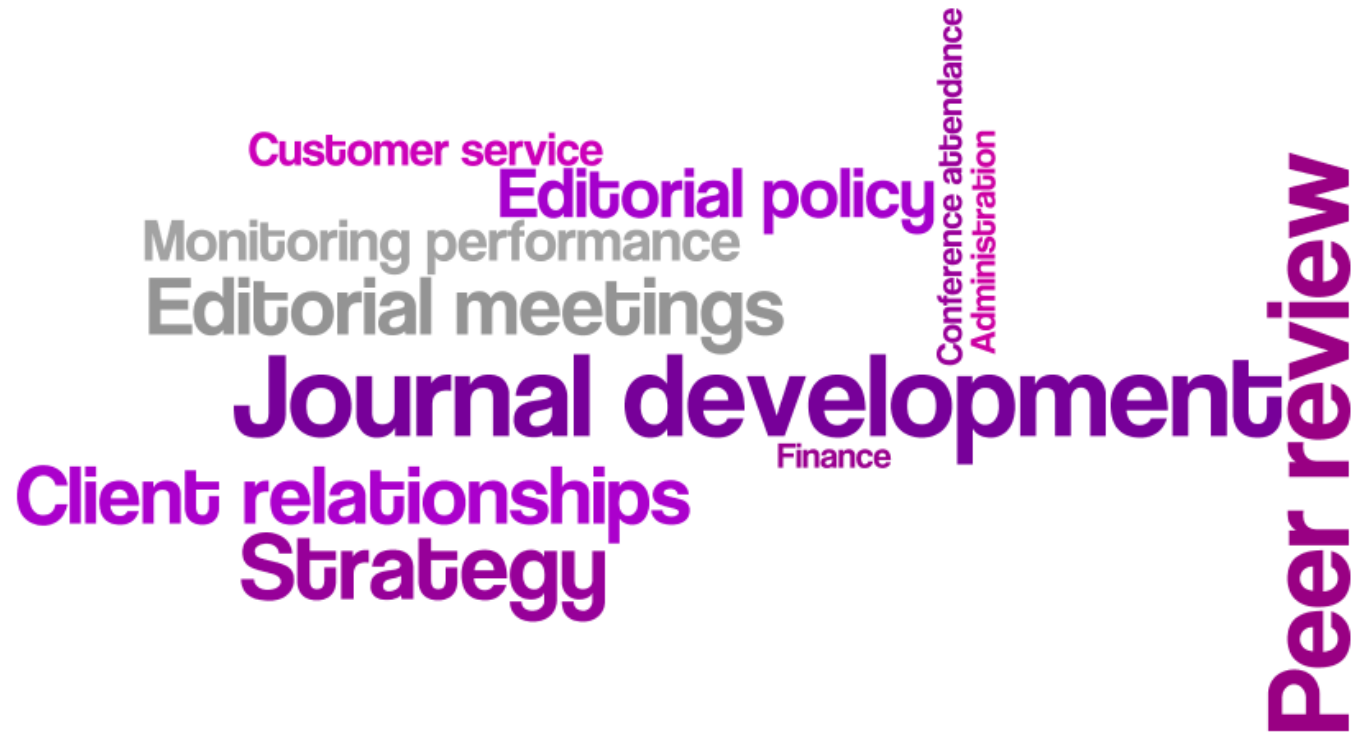 Customer service
Editorial policy
Conference attendance
Administration
Monitoring performance
Editorial meetings
Journal development
Peer review
Finance
Client relationships
Strategy